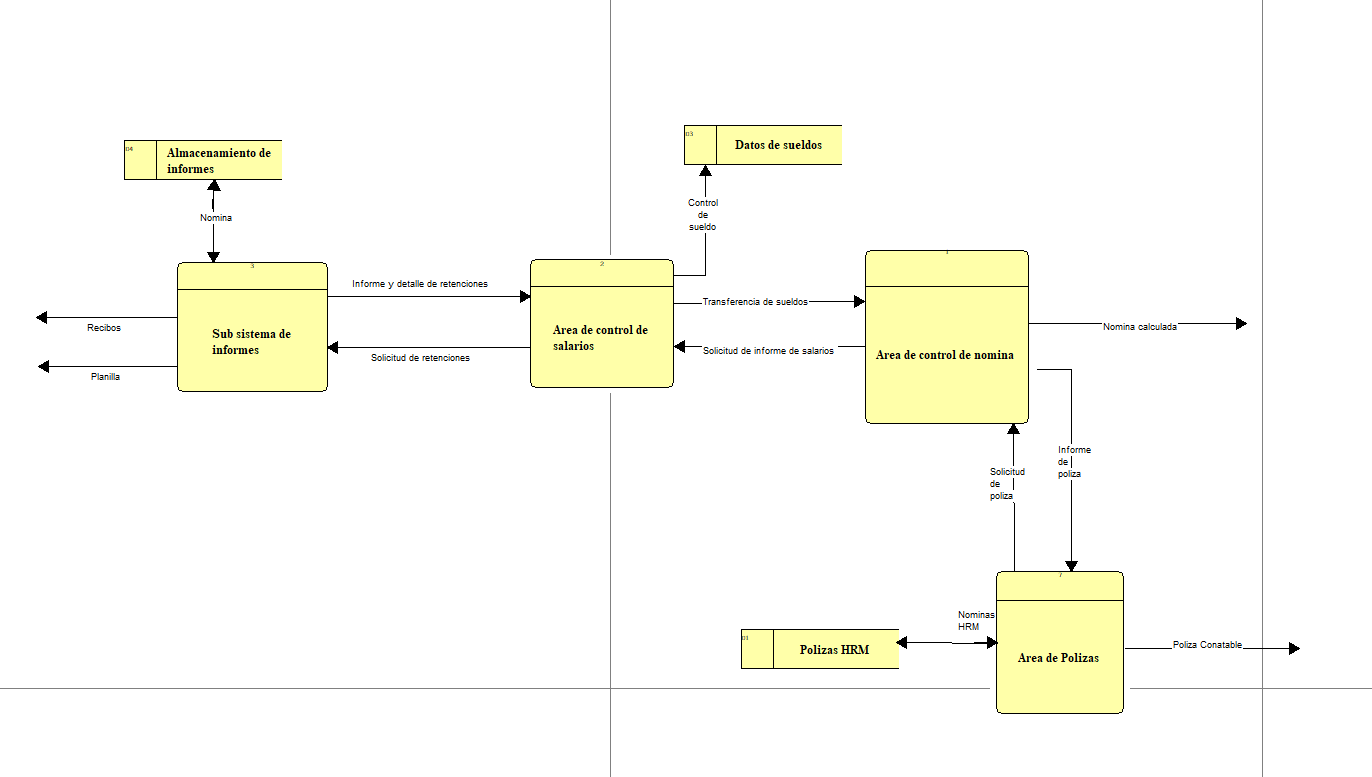 03
Datos de sueldos
04
Almacenamiento de
informes
Control
de
sueldo
Nomina
3
2
1
Informe y detalle de retenciones
Transferencia de sueldos
Recibos
Sub sistema de
informes
Area de control de
salarios
Nomina calculada
Solicitud de retenciones
Solicitud de informe de salarios
Area de control de nomina
Planilla
Informe
de
poliza
Solicitud
de
poliza
7
Nominas
HRM
01
Polizas HRM
Area de Polizas
Poliza Conatable